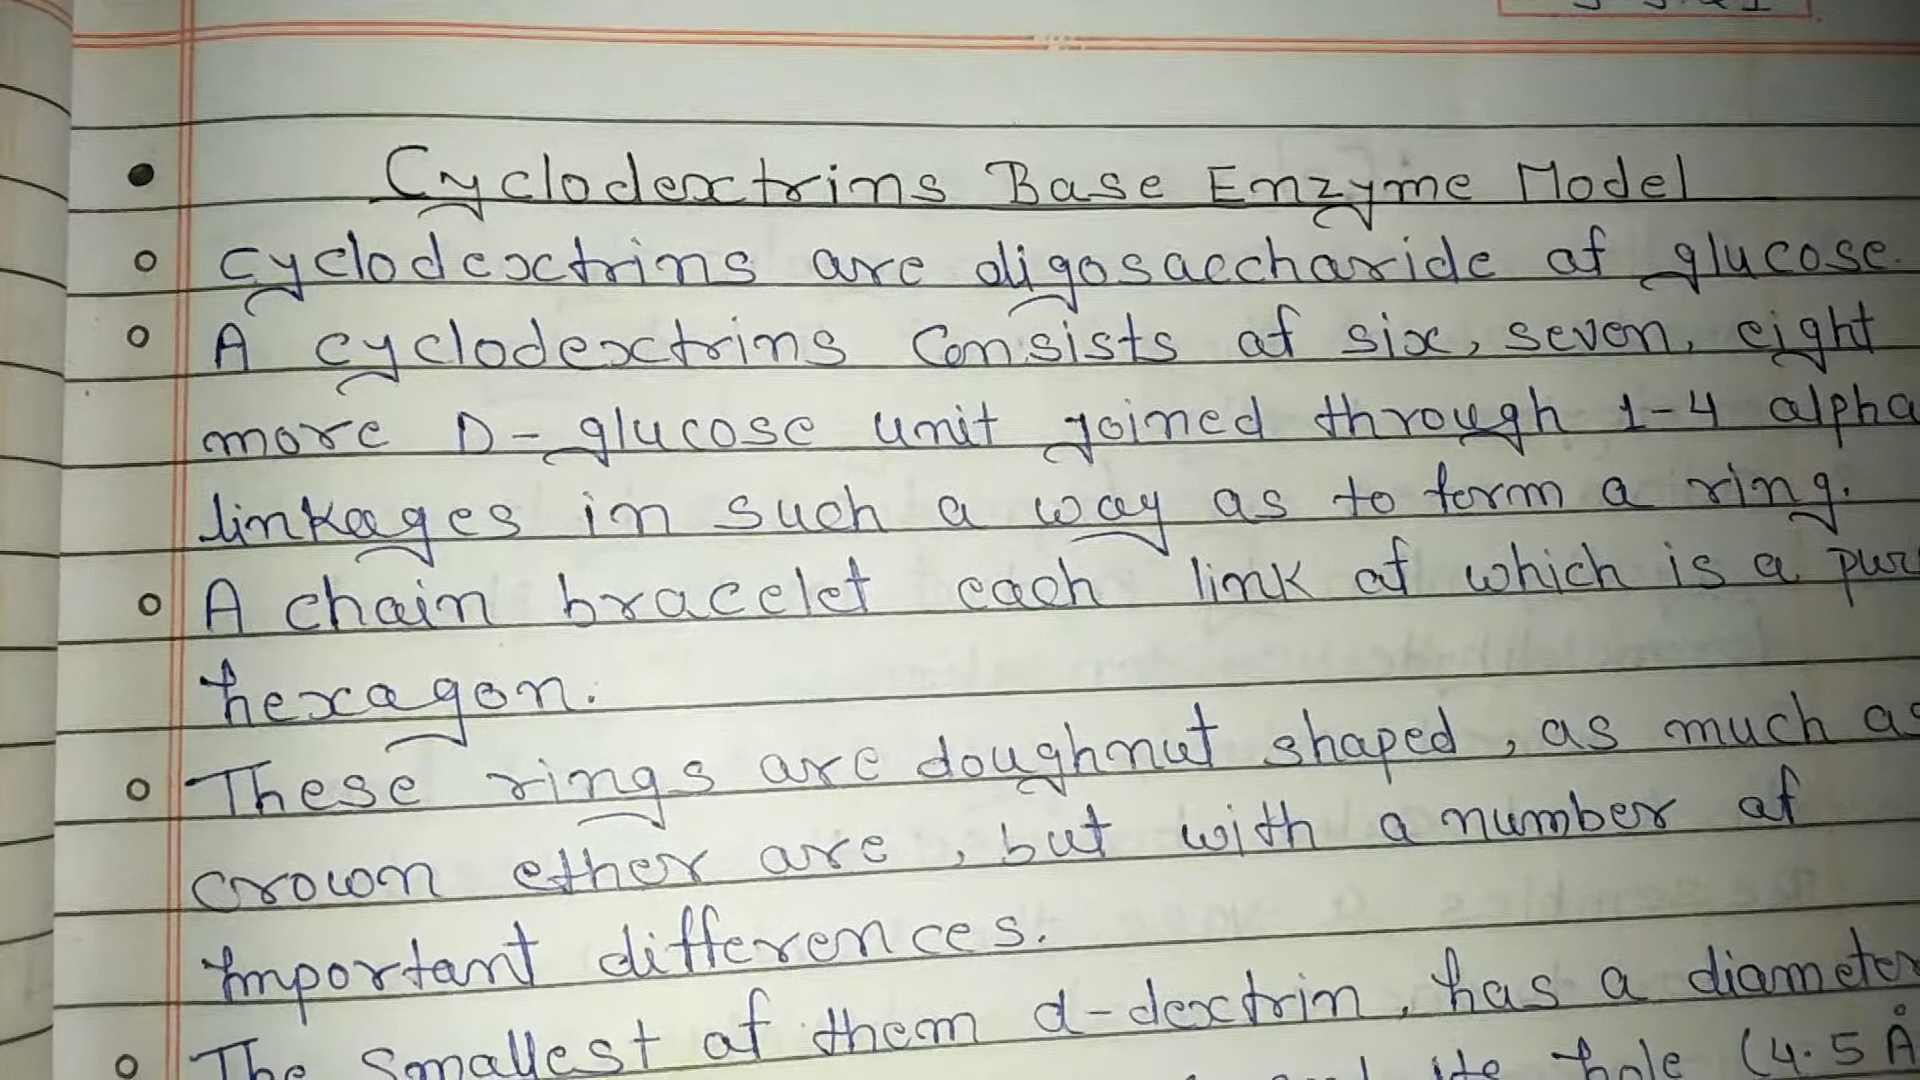 Cyclodextrins Base Enzyme Model
Cyclodextrins are oligosaccharide of glucose.
A cyclodextrins consists of six, seven, eight
more D-glucose unit joined through 1-4 alpha
linkages in such a way as to form a ring.
A chain bracelet each link of which is a
hexagon.
These rings are doughnut shaped, as much as
crown ether are, but with a number of
important differences.
The smallest of them α-dextrin, has a diameter
hole (4.5 Å